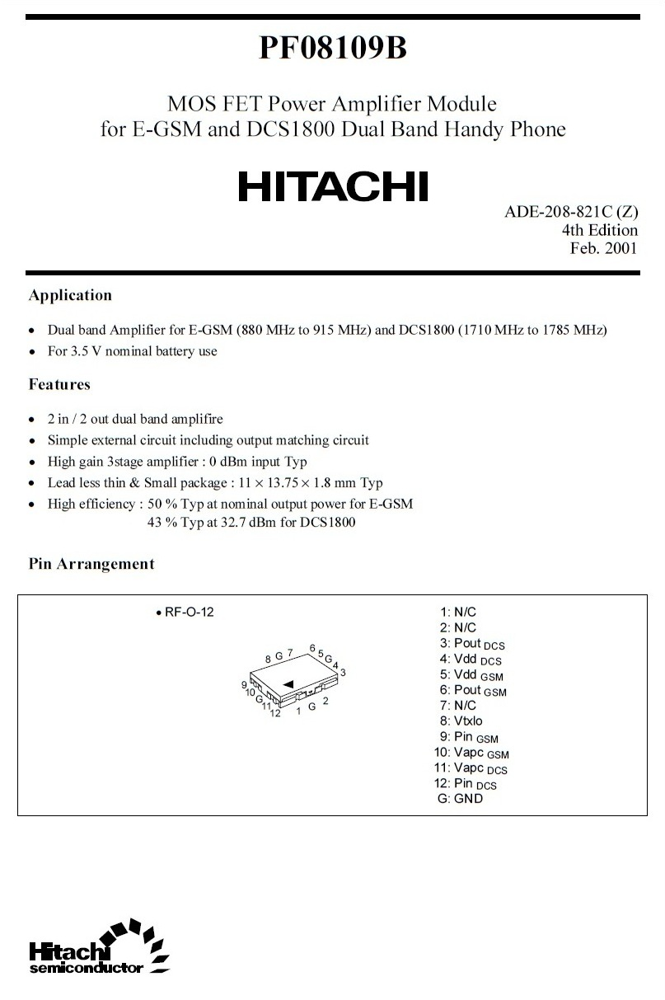 PF08109B
MOS FET Power Amplifier Module
for E-GSM and DCS1800 Dual Band Handy Phone
HITACHI
ADE-208-821C (Z)
4th Edition
Feb. 2001
Application
• Dual band Amplifier for E-GSM (880 MHz to 915 MHz) and DCS1800 (1710 MHz to 1785 MHz)
• For 3.5 V nominal battery use
Features
• 2 in / 2 out dual band amplifire
• Simple external circuit including output matching circuit
• High gain 3stage amplifier : 0 dBm input Typ
• Lead less thin & Small package : 11 × 13.75 × 1.8 mm Typ
• High efficiency : 50 % Typ at nominal output power for E-GSM
43 % Typ at 32.7 dBm for DCS1800
Pin Arrangement
• RF-O-12
8 G 7 6 5 G 4 3
9 10 G 11 12 1 G 2
1: N/C
2: N/C
3: Pout DCS
4: Vdd DCS
5: Vdd GSM
6: Pout GSM
7: N/C
8: Vtxlo
9: Pin GSM
10: Vapc GSM
11: Vapc DCS
12: Pin DCS
G: GND
Hitachi
semiconductor